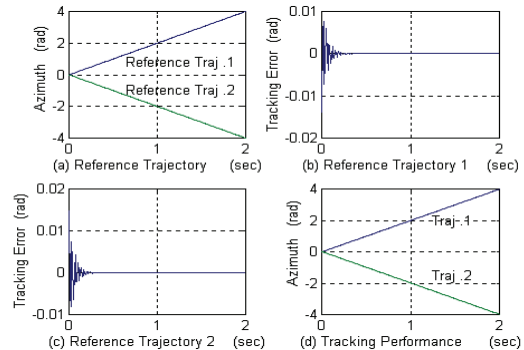 4
2
0
-2
-4
Azimuth (rad)
Reference Traj .1
Reference Traj .2
0
1
2
(a) Reference Trajectory (sec)
0.01
0
-0.01
-0.02
Tracking Error (rad)
0
1
2
(b) Reference Trajectory 1 (sec)
0.02
0.01
0
-0.01
Tracking Error (rad)
0
1
2
(c) Reference Trajectory 2 (sec)
4
2
0
-2
-4
Azimuth (rad)
Traj .1
Traj .2
0
1
2
(d) Tracking Performance (sec)